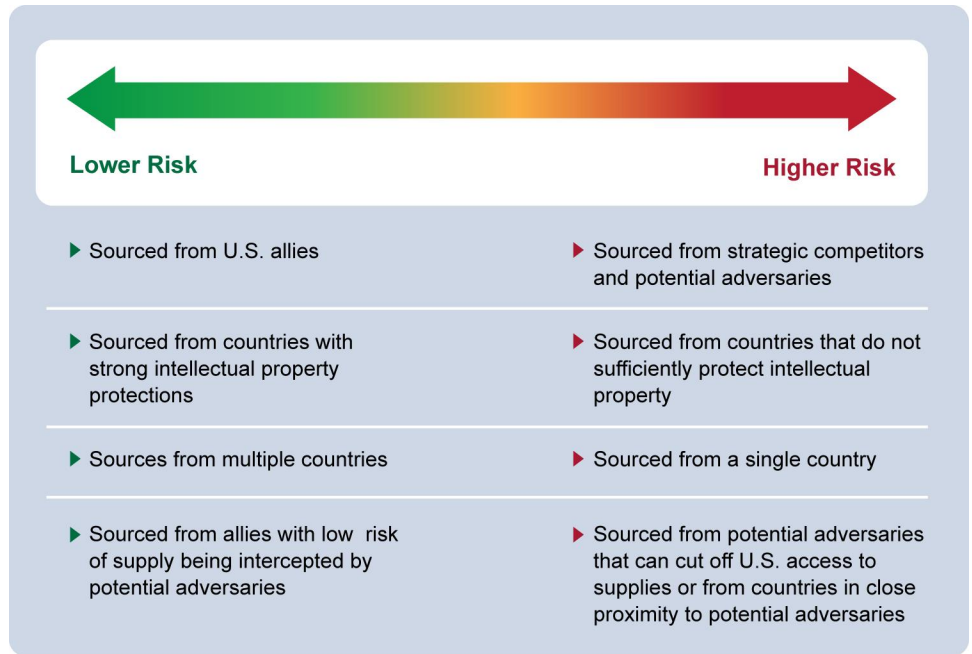 Lower Risk
Higher Risk
Sourced from U.S. allies
Sourced from strategic competitors
and potential adversaries
Sourced from countries with
strong intellectual property
protections
Sourced from countries that do not
sufficiently protect intellectual
property
Sources from multiple countries
Sourced from a single country
Sourced from allies with low risk
of supply being intercepted by
potential adversaries
Sourced from potential adversaries
that can cut off U.S. access to
supplies or from countries in close
proximity to potential adversaries